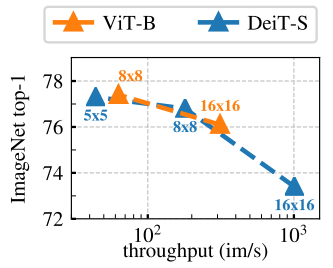 ViT-B DeiT-S
ImageNet top-1
78
76
74
72
8x8
5x5
8x8
16x16
16x16
10²
10³
throughput (im/s)